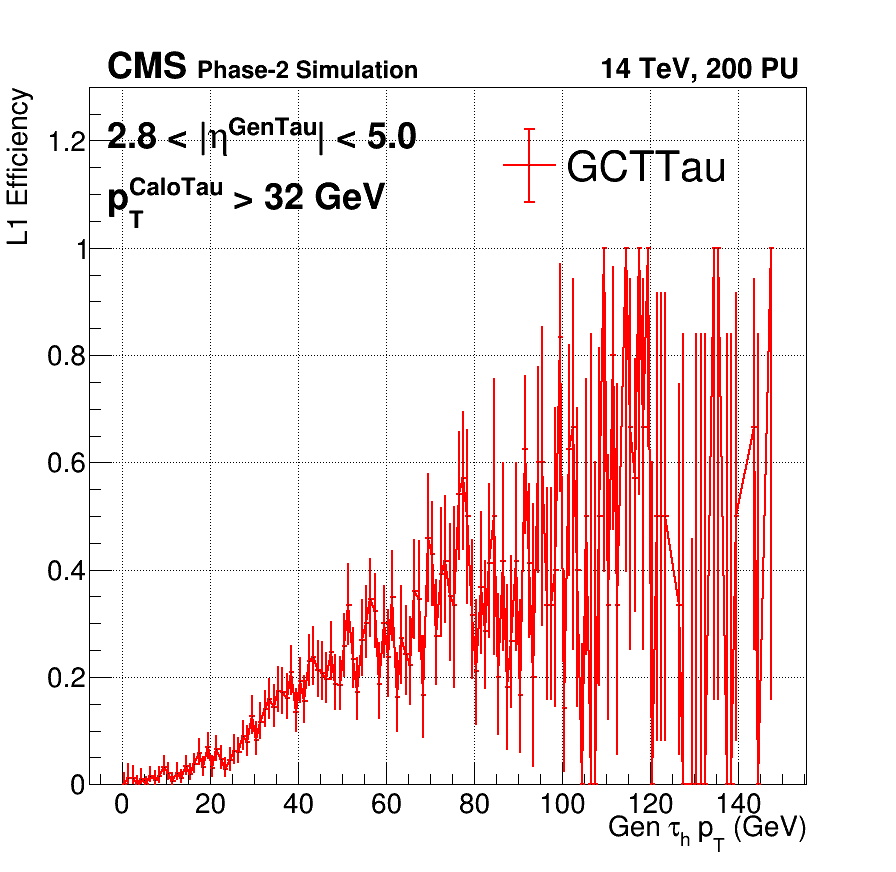 CMS Phase-2 Simulation 14 TeV, 200 PU
L1 Efficiency
2.8 < |η^GenTau| < 5.0
p_T^CaloTau > 32 GeV
GCTTau
1.2
1
0.8
0.6
0.4
0.2
0
0 20 40 60 80 100 120 140
Gen τ_h p_T (GeV)